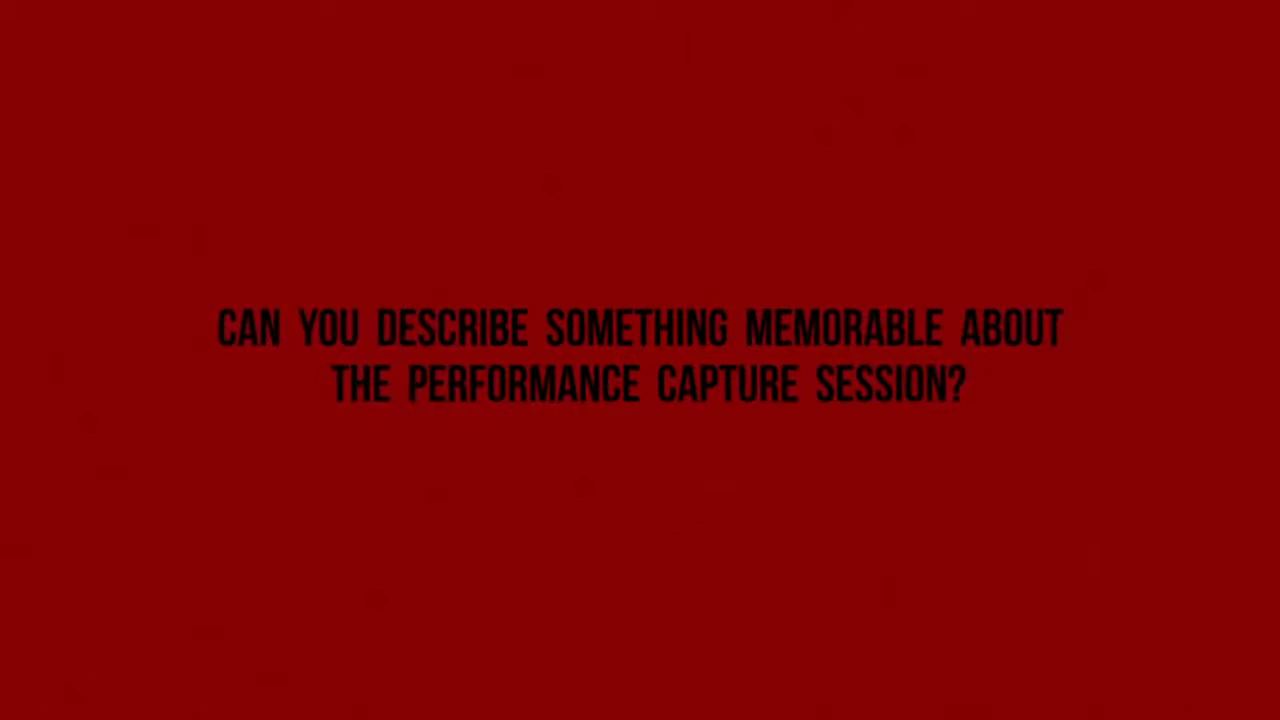 CAN YOU DESCRIBE SOMETHING MEMORABLE ABOUT
THE PERFORMANCE CAPTURE SESSION?